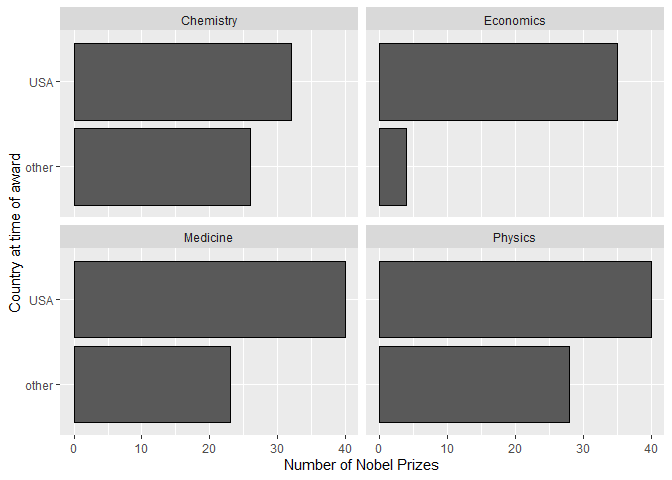 Chemistry
Economics
USA
other
Medicine
Physics
USA
other
0 10 20 30 40
0 10 20 30 40
Country at time of award
Number of Nobel Prizes